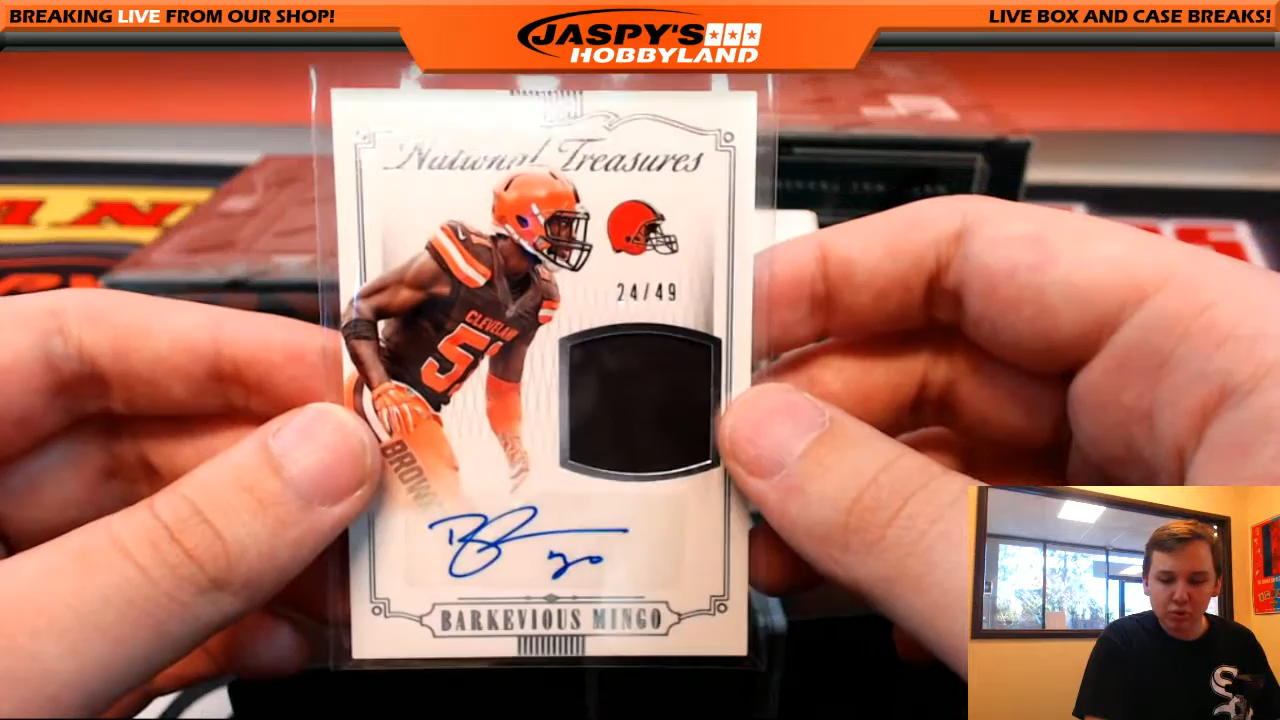 BREAKING LIVE FROM OUR SHOP!
JASPY'S
HOBBYLAND
LIVE BOX AND CASE BREAKS!
National Treasures
24/49
CLEVELAND
51
BROWNS
BARKEVIOUS MINGO